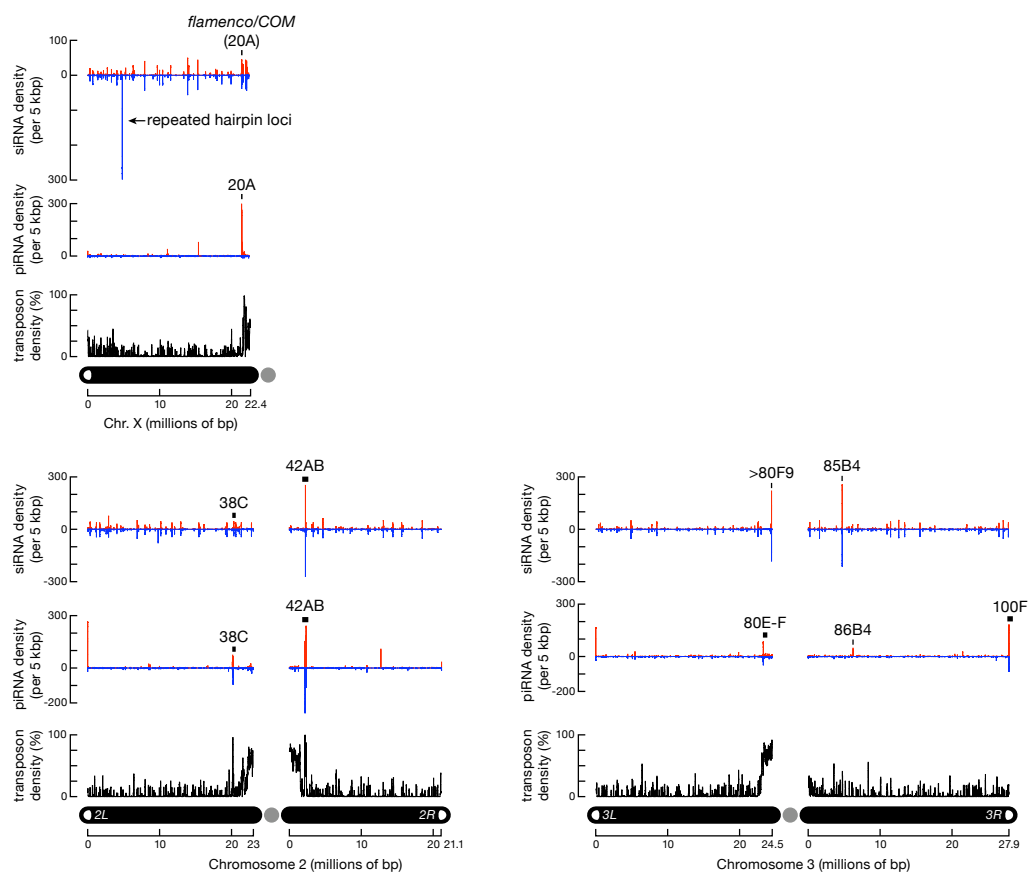 flamenco/COM
(20A)
siRNA density
(per 5 kbp)
300
0
300
repeated hairpin loci
20A
piRNA density
(per 5 kbp)
300
0
transposon
density (%)
100
0
0 10 20 22.4
Chr. X (millions of bp)
siRNA density
(per 5 kbp)
300
0
-300
38C
42AB
piRNA density
(per 5 kbp)
300
0
-200
38C
42AB
transposon
density (%)
100
0
2L
2R
0 10 20 23
0 10 20 21.1
Chromosome 2 (millions of bp)
siRNA density
(per 5 kbp)
300
0
-300
>80F9
85B4
piRNA density
(per 5 kbp)
300
0
-200
80E-F
86B4
100F
transposon
density (%)
100
0
3L
3R
0 10 20 24.5
0 10 20 27.9
Chromosome 3 (millions of bp)